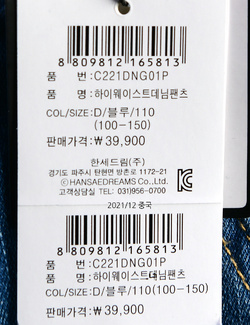 8 809812 165813
품 번: C221DNG01P
품 명: 하이웨이스트데님팬츠
COL/SIZE: D/블루/110
(100-150)
판매가격: ₩39,900
한세드림(주)
경기도 파주시 탄현면 방촌로 1172-21
ⓒHANSAEDREAMS Co.,Ltd.
고객상담실 TEL: 031)956-0700
2021/12 중국
8 809812 165813
품 번: C221DNG01P
품 명: 하이웨이스트데님팬츠
COL/SIZE: D/블루/110(100-150)
판매가격: ₩39,900